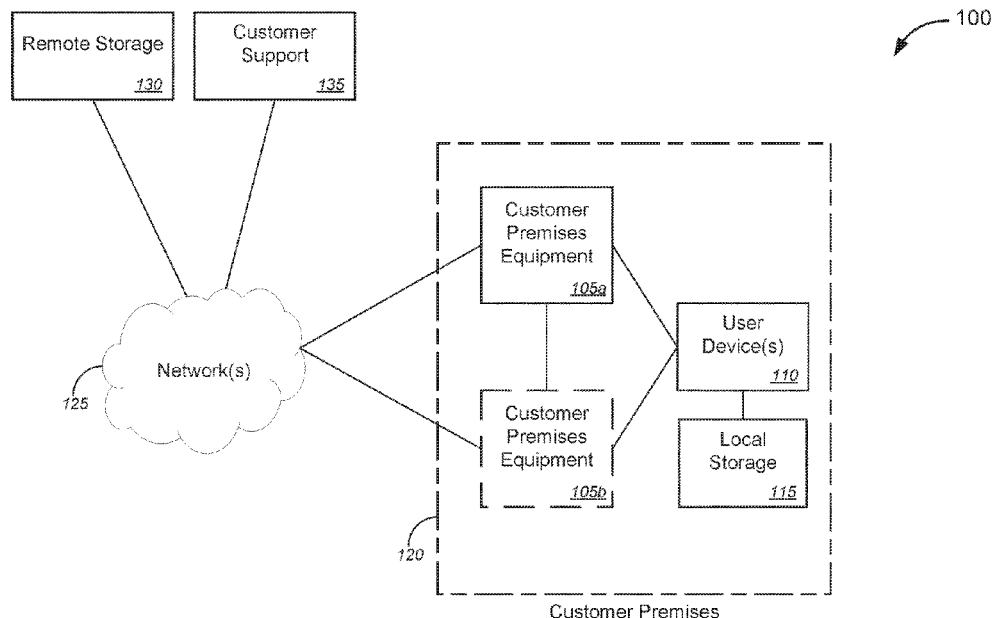 100
Remote Storage
130
Customer
Support
135
Customer
Premises
Equipment
105a
User
Device(s)
110
Network(s)
125
Customer
Premises
Equipment
105b
Local
Storage
115
120
Customer Premises